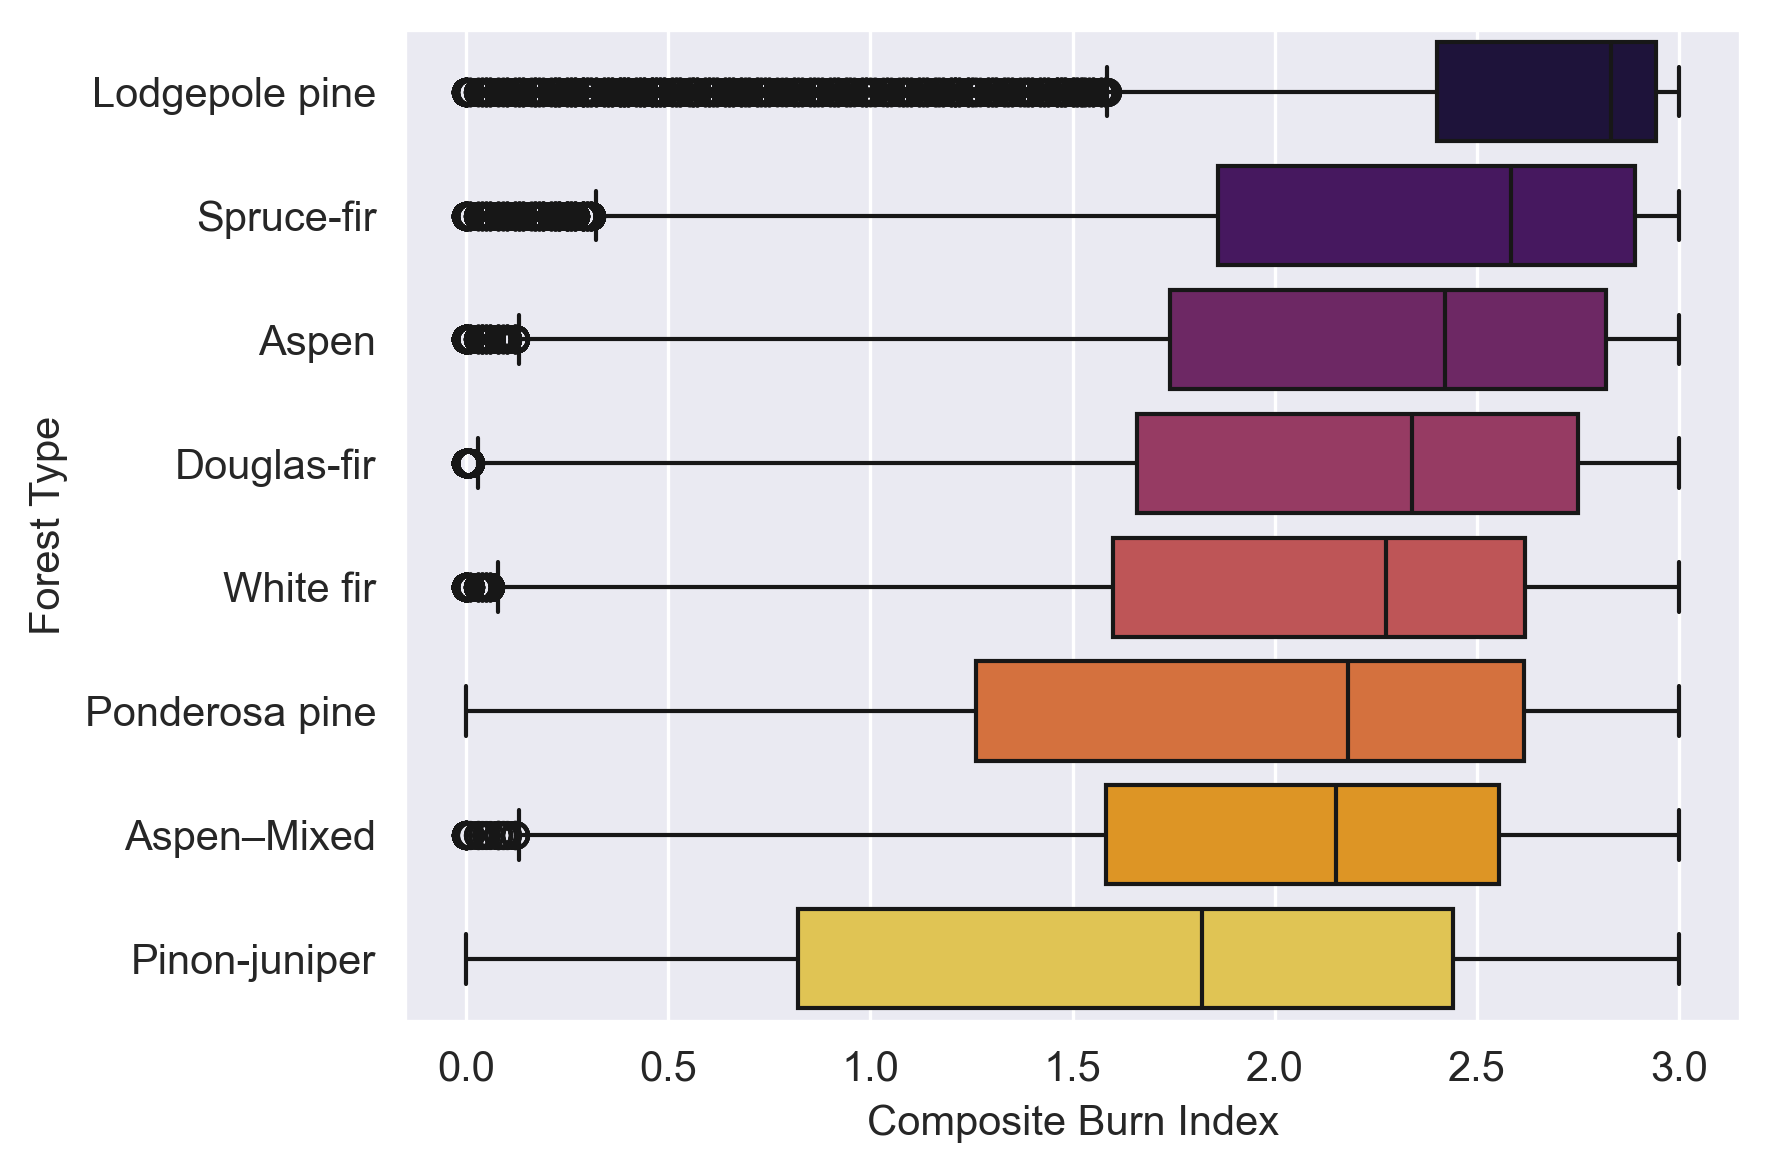 Lodgepole pine
Spruce-fir
Aspen
Douglas-fir
White fir
Ponderosa pine
Aspen–Mixed
Pinon-juniper
Forest Type
0.0 0.5 1.0 1.5 2.0 2.5 3.0
Composite Burn Index